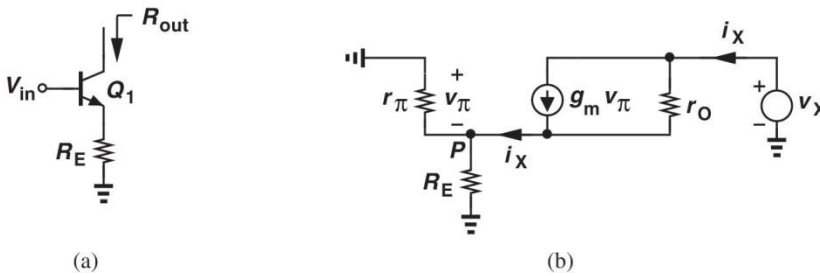 R_out
V_in
Q_1
R_E
(a)
r_π
+
v_π
−
P
R_E
i_X
g_m v_π
r_O
i_X
+
−
v_X
(b)